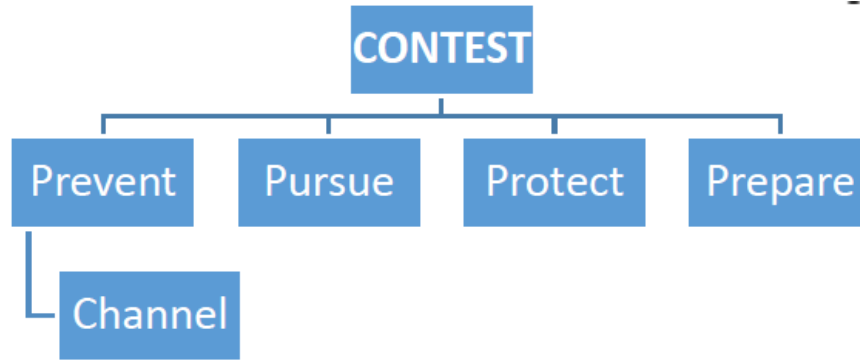 CONTEST
Prevent
Pursue
Protect
Prepare
Channel